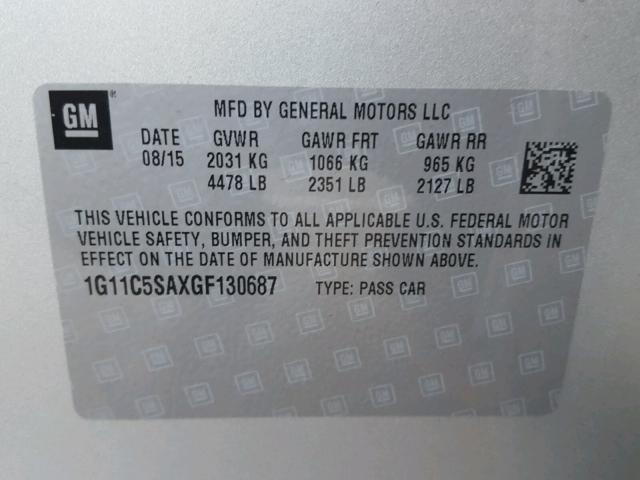 GM ® MFD BY GENERAL MOTORS LLC
DATE GVWR GAWR FRT GAWR RR
08/15 2031 KG 1066 KG 965 KG
4478 LB 2351 LB 2127 LB
THIS VEHICLE CONFORMS TO ALL APPLICABLE U.S. FEDERAL MOTOR
VEHICLE SAFETY, BUMPER, AND THEFT PREVENTION STANDARDS IN
EFFECT ON THE DATE OF MANUFACTURE SHOWN ABOVE.
1G11C5SAXGF130687 TYPE: PASS CAR